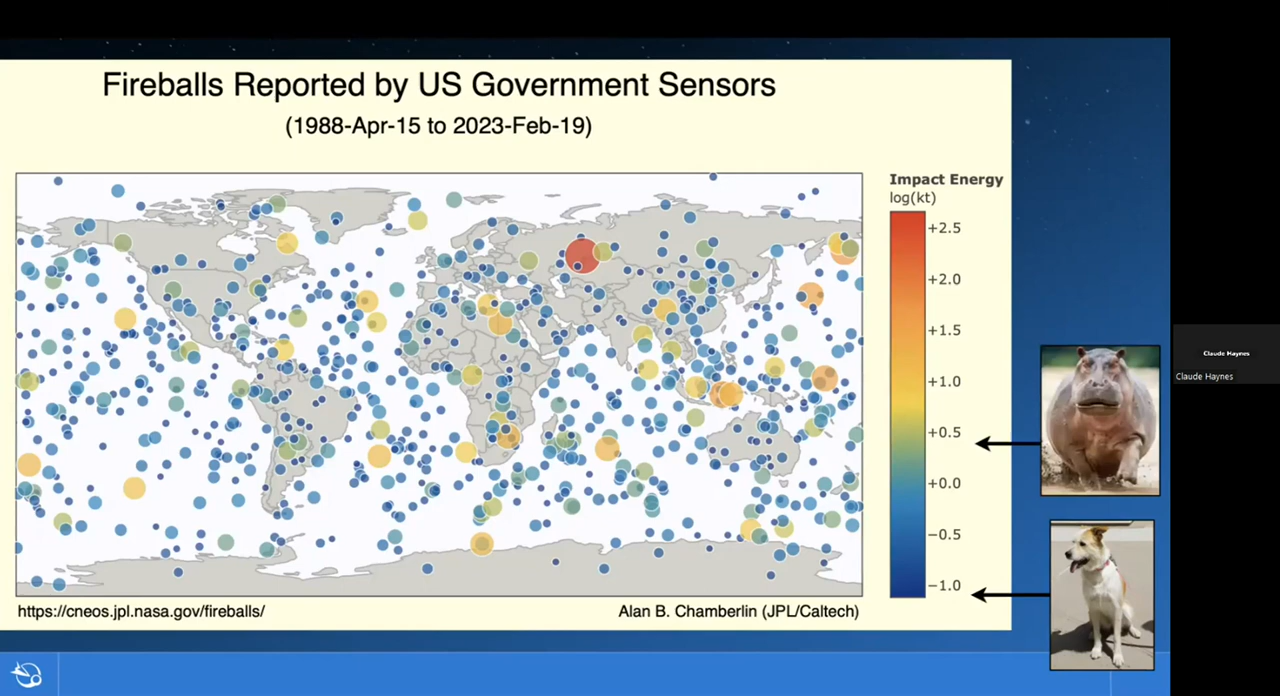 Fireballs Reported by US Government Sensors
(1988-Apr-15 to 2023-Feb-19)
Impact Energy
log(kt)
+2.5
+2.0
+1.5
+1.0
+0.5
+0.0
−0.5
−1.0
https://cneos.jpl.nasa.gov/fireballs/
Alan B. Chamberlin (JPL/Caltech)
Claude Haynes
Claude Haynes